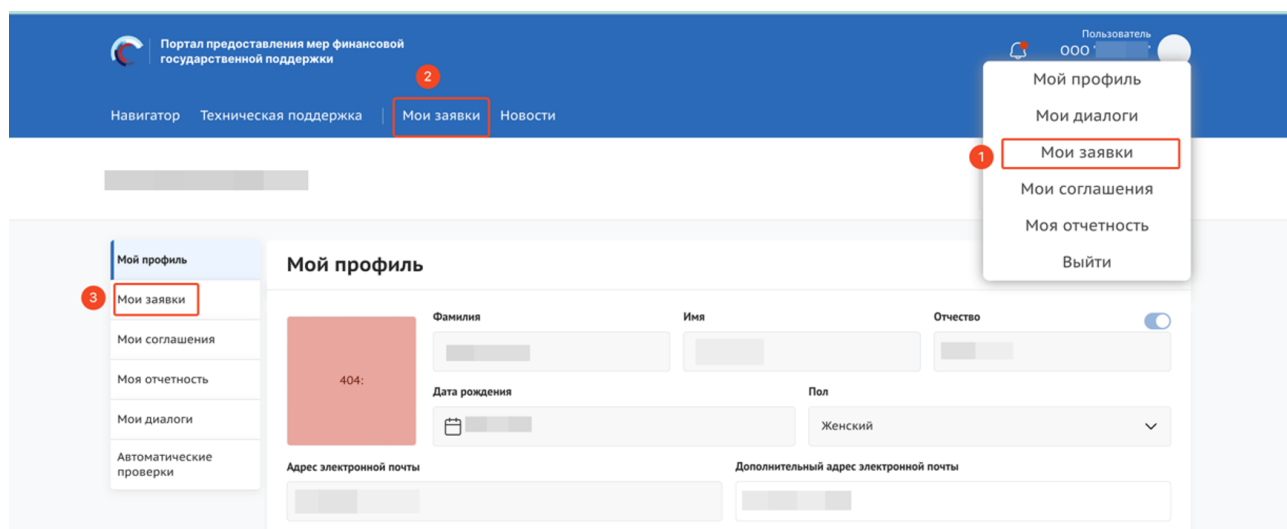 Портал предоставления мер финансовой
государственной поддержки
Пользователь
ООО "
2
Навигатор Техническая поддержка | Мои заявки Новости
Мой профиль
Мои диалоги
1 Мои заявки
Мои соглашения
Моя отчетность
Выйти
Мой профиль
3 Мои заявки
Мои соглашения
Моя отчетность
Мои диалоги
Автоматические
проверки
Мой профиль
404:
Фамилия Имя Отчество
Дата рождения Пол
Женский
Адрес электронной почты Дополнительный адрес электронной почты